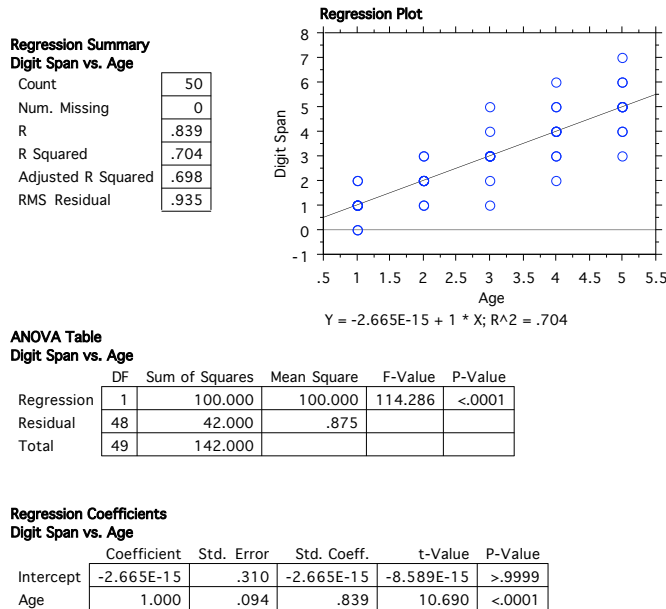 Regression Summary
Digit Span vs. Age
Count 50
Num. Missing 0
R .839
R Squared .704
Adjusted R Squared .698
RMS Residual .935
Regression Plot
8
7
6
5
4
3
2
1
0
-1
Digit Span
.5 1 1.5 2 2.5 3 3.5 4 4.5 5 5.5
Age
Y = -2.665E-15 + 1 * X; R^2 = .704
ANOVA Table
Digit Span vs. Age
DF Sum of Squares Mean Square F-Value P-Value
Regression 1 100.000 100.000 114.286 <.0001
Residual 48 42.000 .875
Total 49 142.000
Regression Coefficients
Digit Span vs. Age
Coefficient Std. Error Std. Coeff. t-Value P-Value
Intercept -2.665E-15 .310 -2.665E-15 -8.589E-15 >.9999
Age 1.000 .094 .839 10.690 <.0001